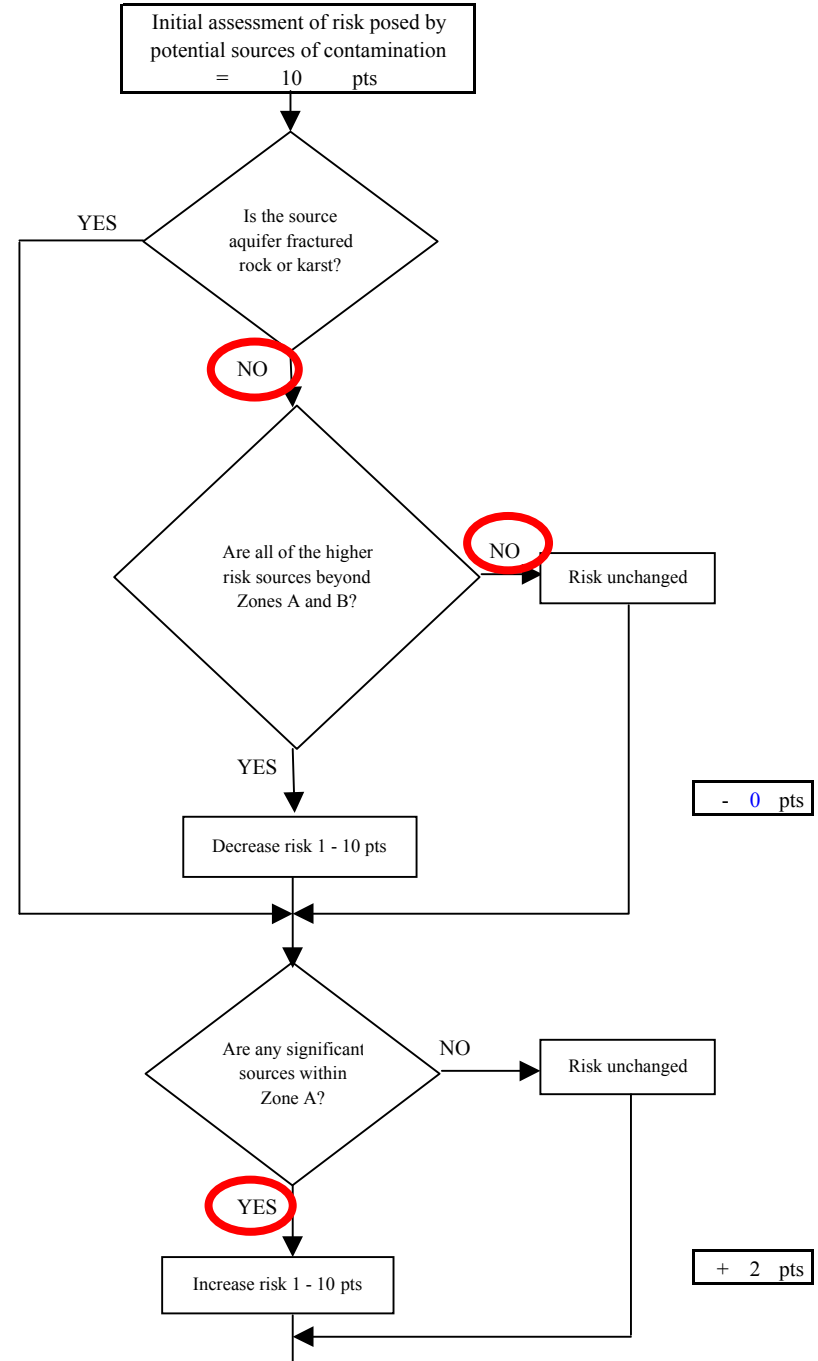 Initial assessment of risk posed by
potential sources of contamination
= 10 pts
Is the source
aquifer fractured
rock or karst?
YES
NO
Are all of the higher
risk sources beyond
Zones A and B?
NO
Risk unchanged
YES
- 0 pts
Decrease risk 1 - 10 pts
Are any significant
sources within
Zone A?
NO
Risk unchanged
YES
+ 2 pts
Increase risk 1 - 10 pts